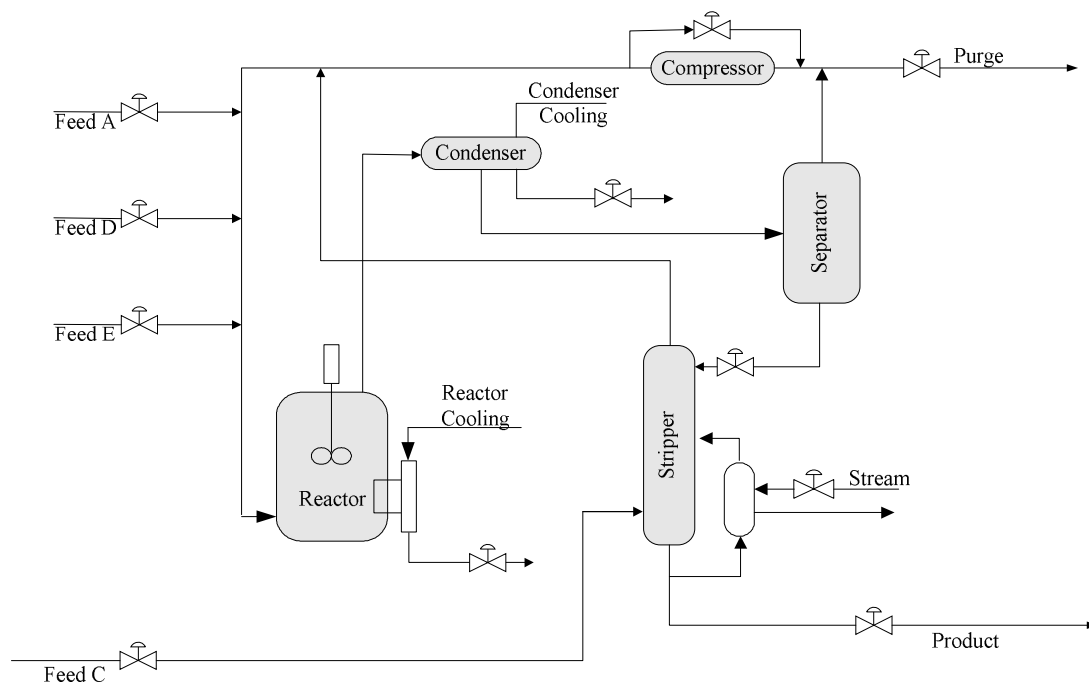 Purge
Compressor
Condenser
Cooling
Feed A
Condenser
Feed D
Separator
Feed E
Reactor
Cooling
Stripper
Stream
Reactor
Product
Feed C